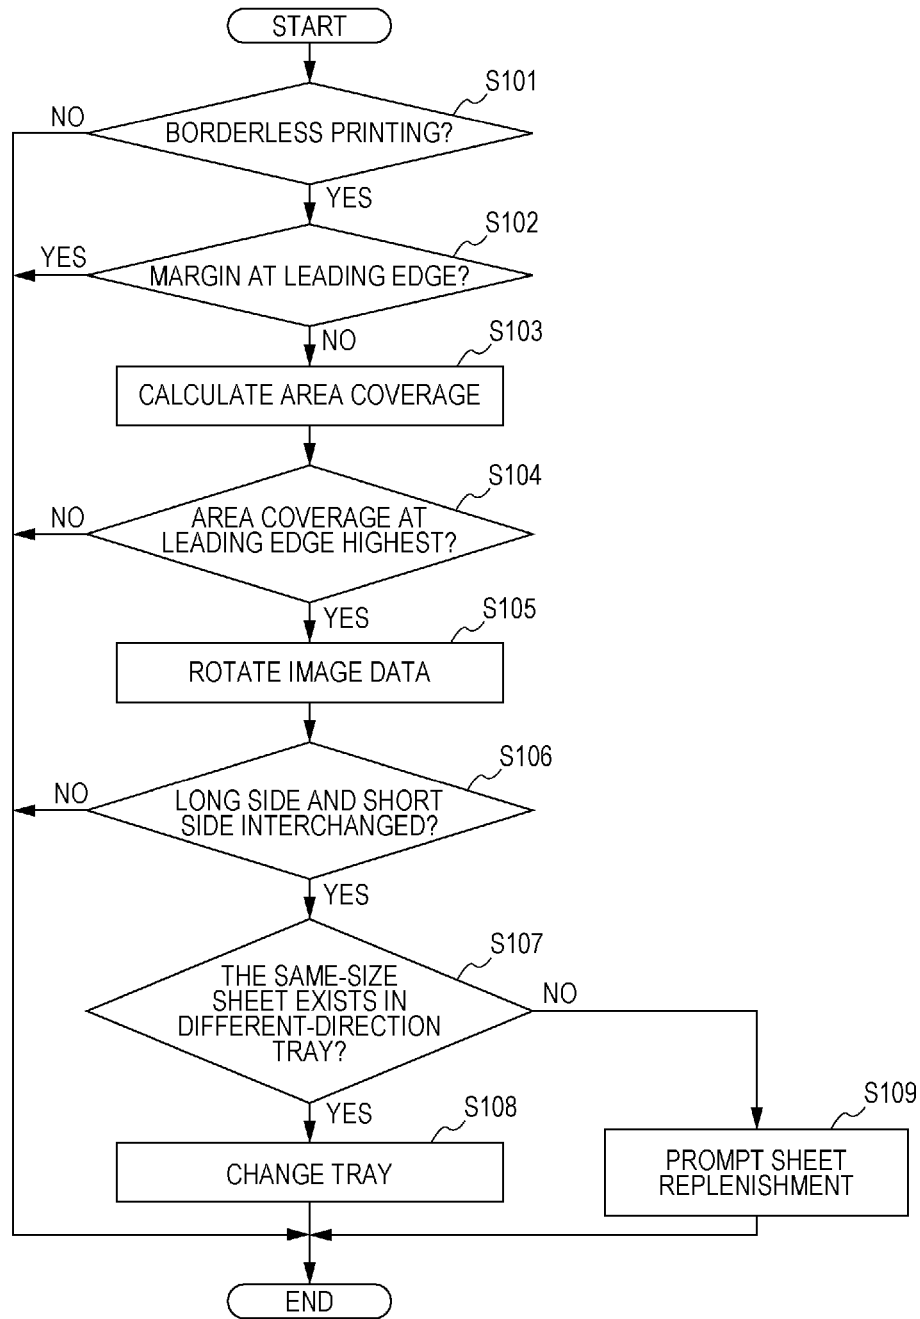 START
S101
NO
BORDERLESS PRINTING?
YES
S102
YES
MARGIN AT LEADING EDGE?
NO
S103
CALCULATE AREA COVERAGE
S104
NO
AREA COVERAGE AT
LEADING EDGE HIGHEST?
YES
S105
ROTATE IMAGE DATA
S106
NO
LONG SIDE AND SHORT
SIDE INTERCHANGED?
YES
S107
THE SAME-SIZE
SHEET EXISTS IN
DIFFERENT-DIRECTION
TRAY?
NO
YES
S108
CHANGE TRAY
S109
PROMPT SHEET
REPLENISHMENT
END